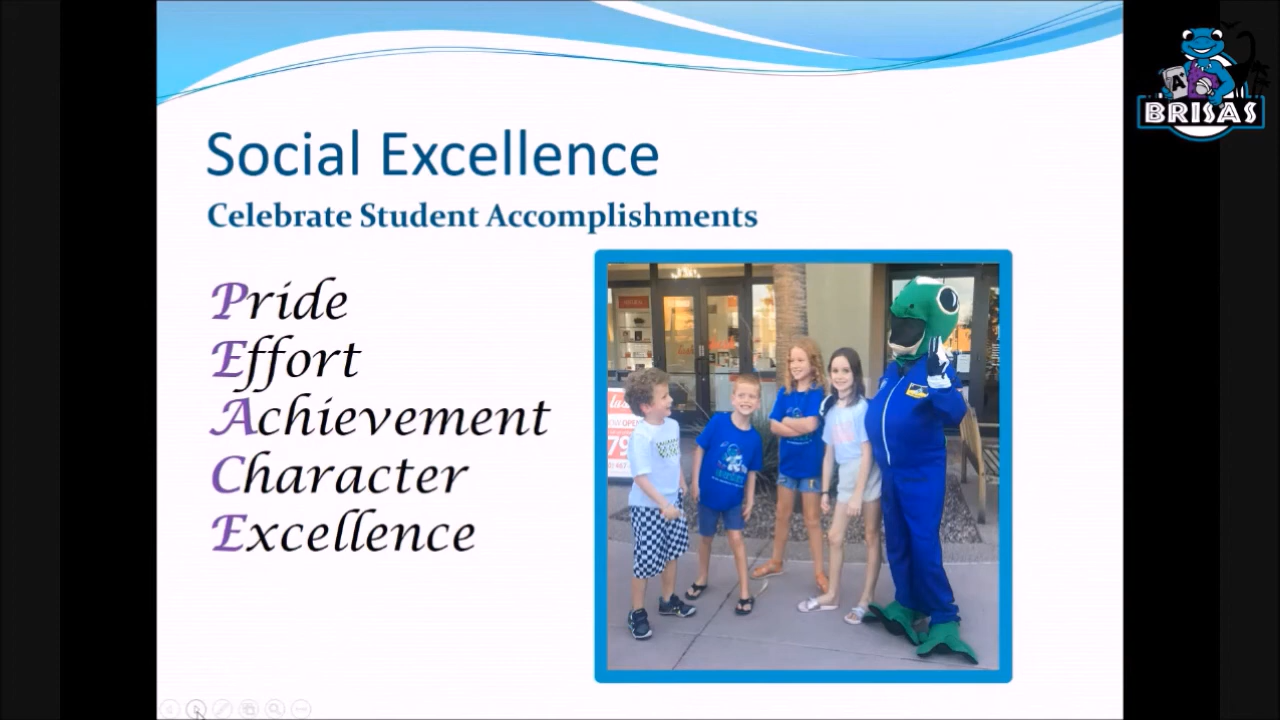 Social Excellence
Celebrate Student Accomplishments
Pride
Effort
Achievement
Character
Excellence
A+
BRISAS